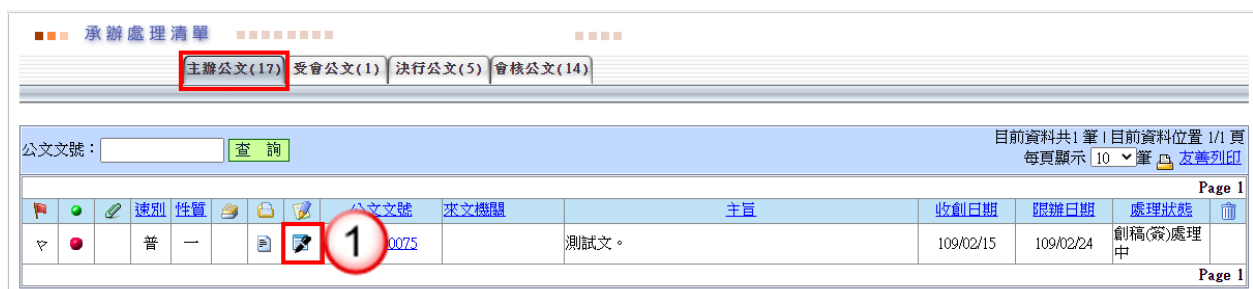 承辦處理清單
主辦公文(17) 受會公文(1) 決行公文(5) 會核公文(14)
目前資料共1 筆 | 目前資料位置 1/1 頁
公文文號： 查 詢
每頁顯示 10 筆 友善列印
Page 1
速別 性質 公文文號 來文機關 主旨 收創日期 限辦日期 處理狀態
普 一 1 0075 測試文。 109/02/15 109/02/24 創稿(簽)處理
中
Page 1